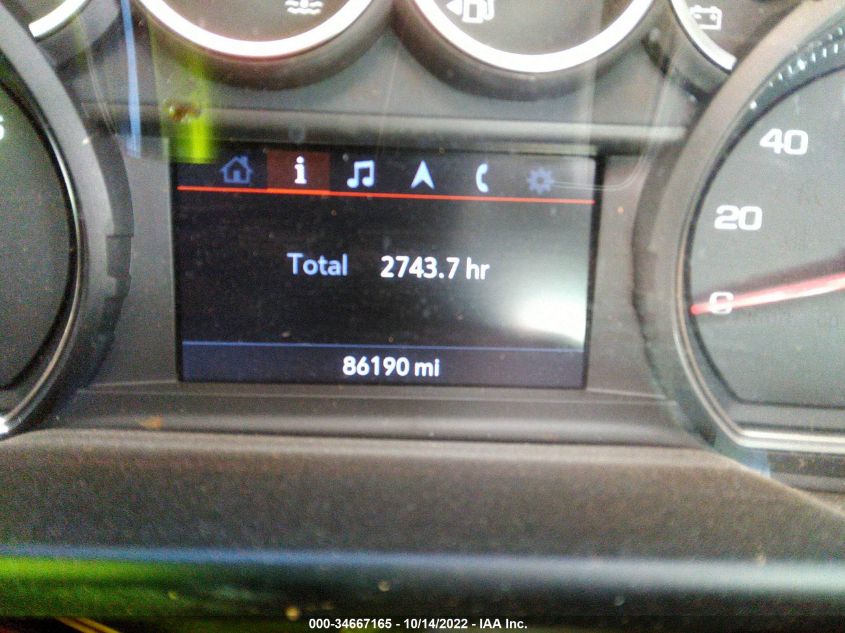 40
20
0
i
Total 2743.7 hr
86190 mi
000-34667165 - 10/14/2022 - IAA Inc.